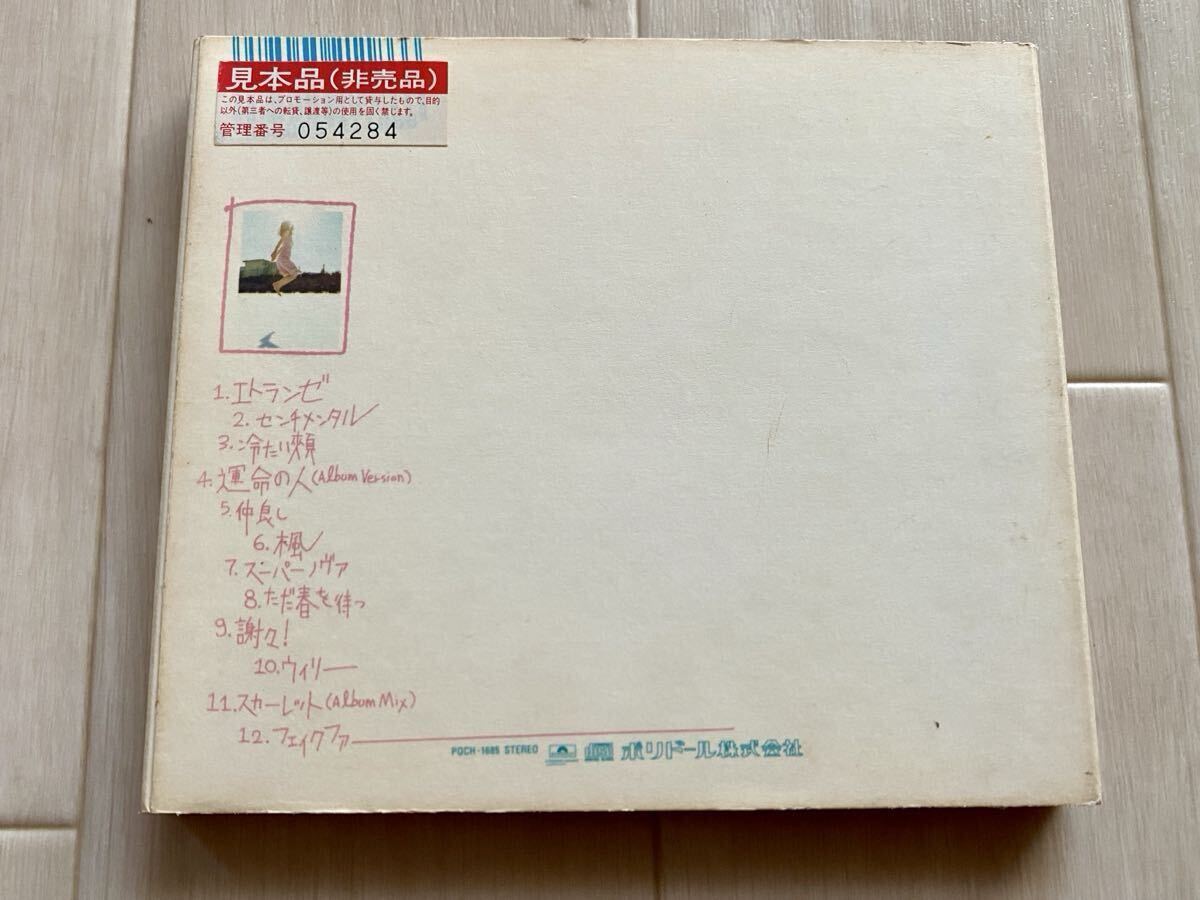 見本品(非売品)
この見本品は、プロモーション用として貸与したもので、目的
以外(第三者への転貸、譲渡等)の使用を固く禁じます。
管理番号 054284
1.エトランゼ
2.センチメンタル
3.冷たい頬
4.運命の人(Album Version)
5.仲良し
6.楓
7.スーパーノヴァ
8.ただ春を待つ
9.謝々!
10.ウィリー
11.スカーレット(Album Mix)
12.フェイクファー
POCH-1685 STEREO ポリドール株式会社